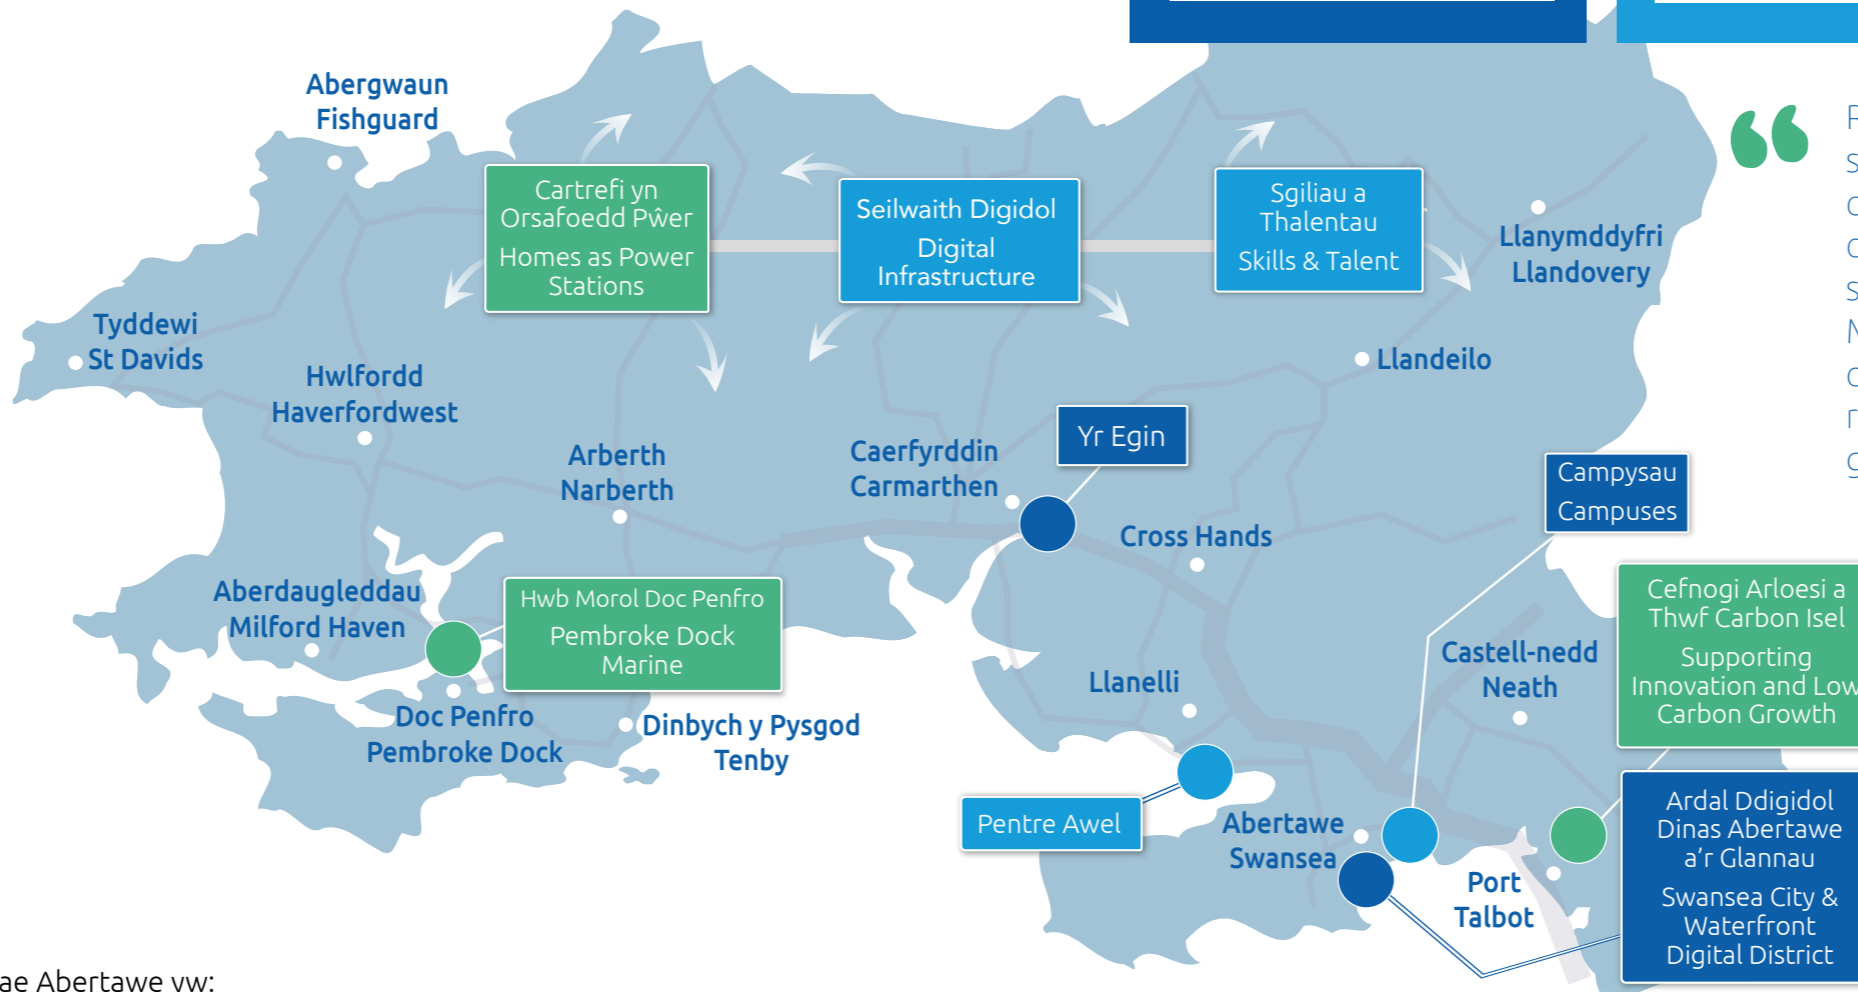 Abergwaun
Fishguard
Cartrefi yn
Orsafoedd Pŵer
Homes as Power
Stations
Seilwaith Digidol
Digital
Infrastructure
Sgiliau a
Thalentau
Skills & Talent
Llanymddyfri
Llandovery
Tyddewi
St Davids
Hwlfordd
Haverfordwest
Llandeilo
Arberth
Narberth
Caerfyrddin
Carmarthen
Yr Egin
Cross Hands
Campysau
Campuses
Aberdaugleddau
Milford Haven
Hwb Morol Doc Penfro
Pembroke Dock
Marine
Doc Penfro
Pembroke Dock
Dinbych y Pysgod
Tenby
Llanelli
Castell-nedd
Neath
Cefnogi Arloesi a
Thwf Carbon Isel
Supporting
Innovation and Low
Carbon Growth
Pentre Awel
Abertawe
Swansea
Port
Talbot
Ardal Ddigidol
Dinas Abertawe
a'r Glannau
Swansea City &
Waterfront
Digital District
Abertawe yw: